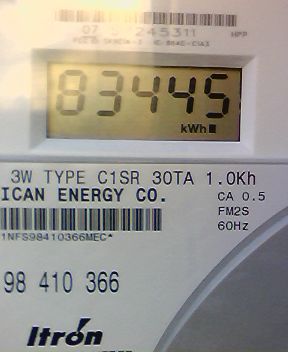 83445
kWh
3W TYPE C1SR 30TA 1.0Kh
ICAN ENERGY CO.
CA 0.5
FM2S
60Hz
1NFS98410366MEC*
98 410 366
Itrón